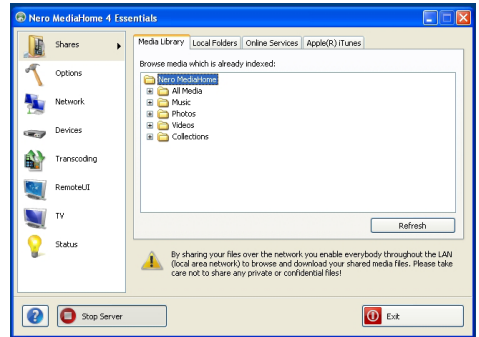 Nero MediaHome 4 Essentials
Shares
Options
Network
Devices
Transcoding
RemoteUI
TV
Status
Media Library Local Folders Online Services Apple(R) iTunes
Browse media which is already indexed:
Nero MediaHome
All Media
Music
Photos
Videos
Collections
Refresh
By sharing your files over the network you enable everybody throughout the LAN
(local area network) to browse and download your shared media files. Please take
care not to share any private or confidential files!
Stop Server
Exit